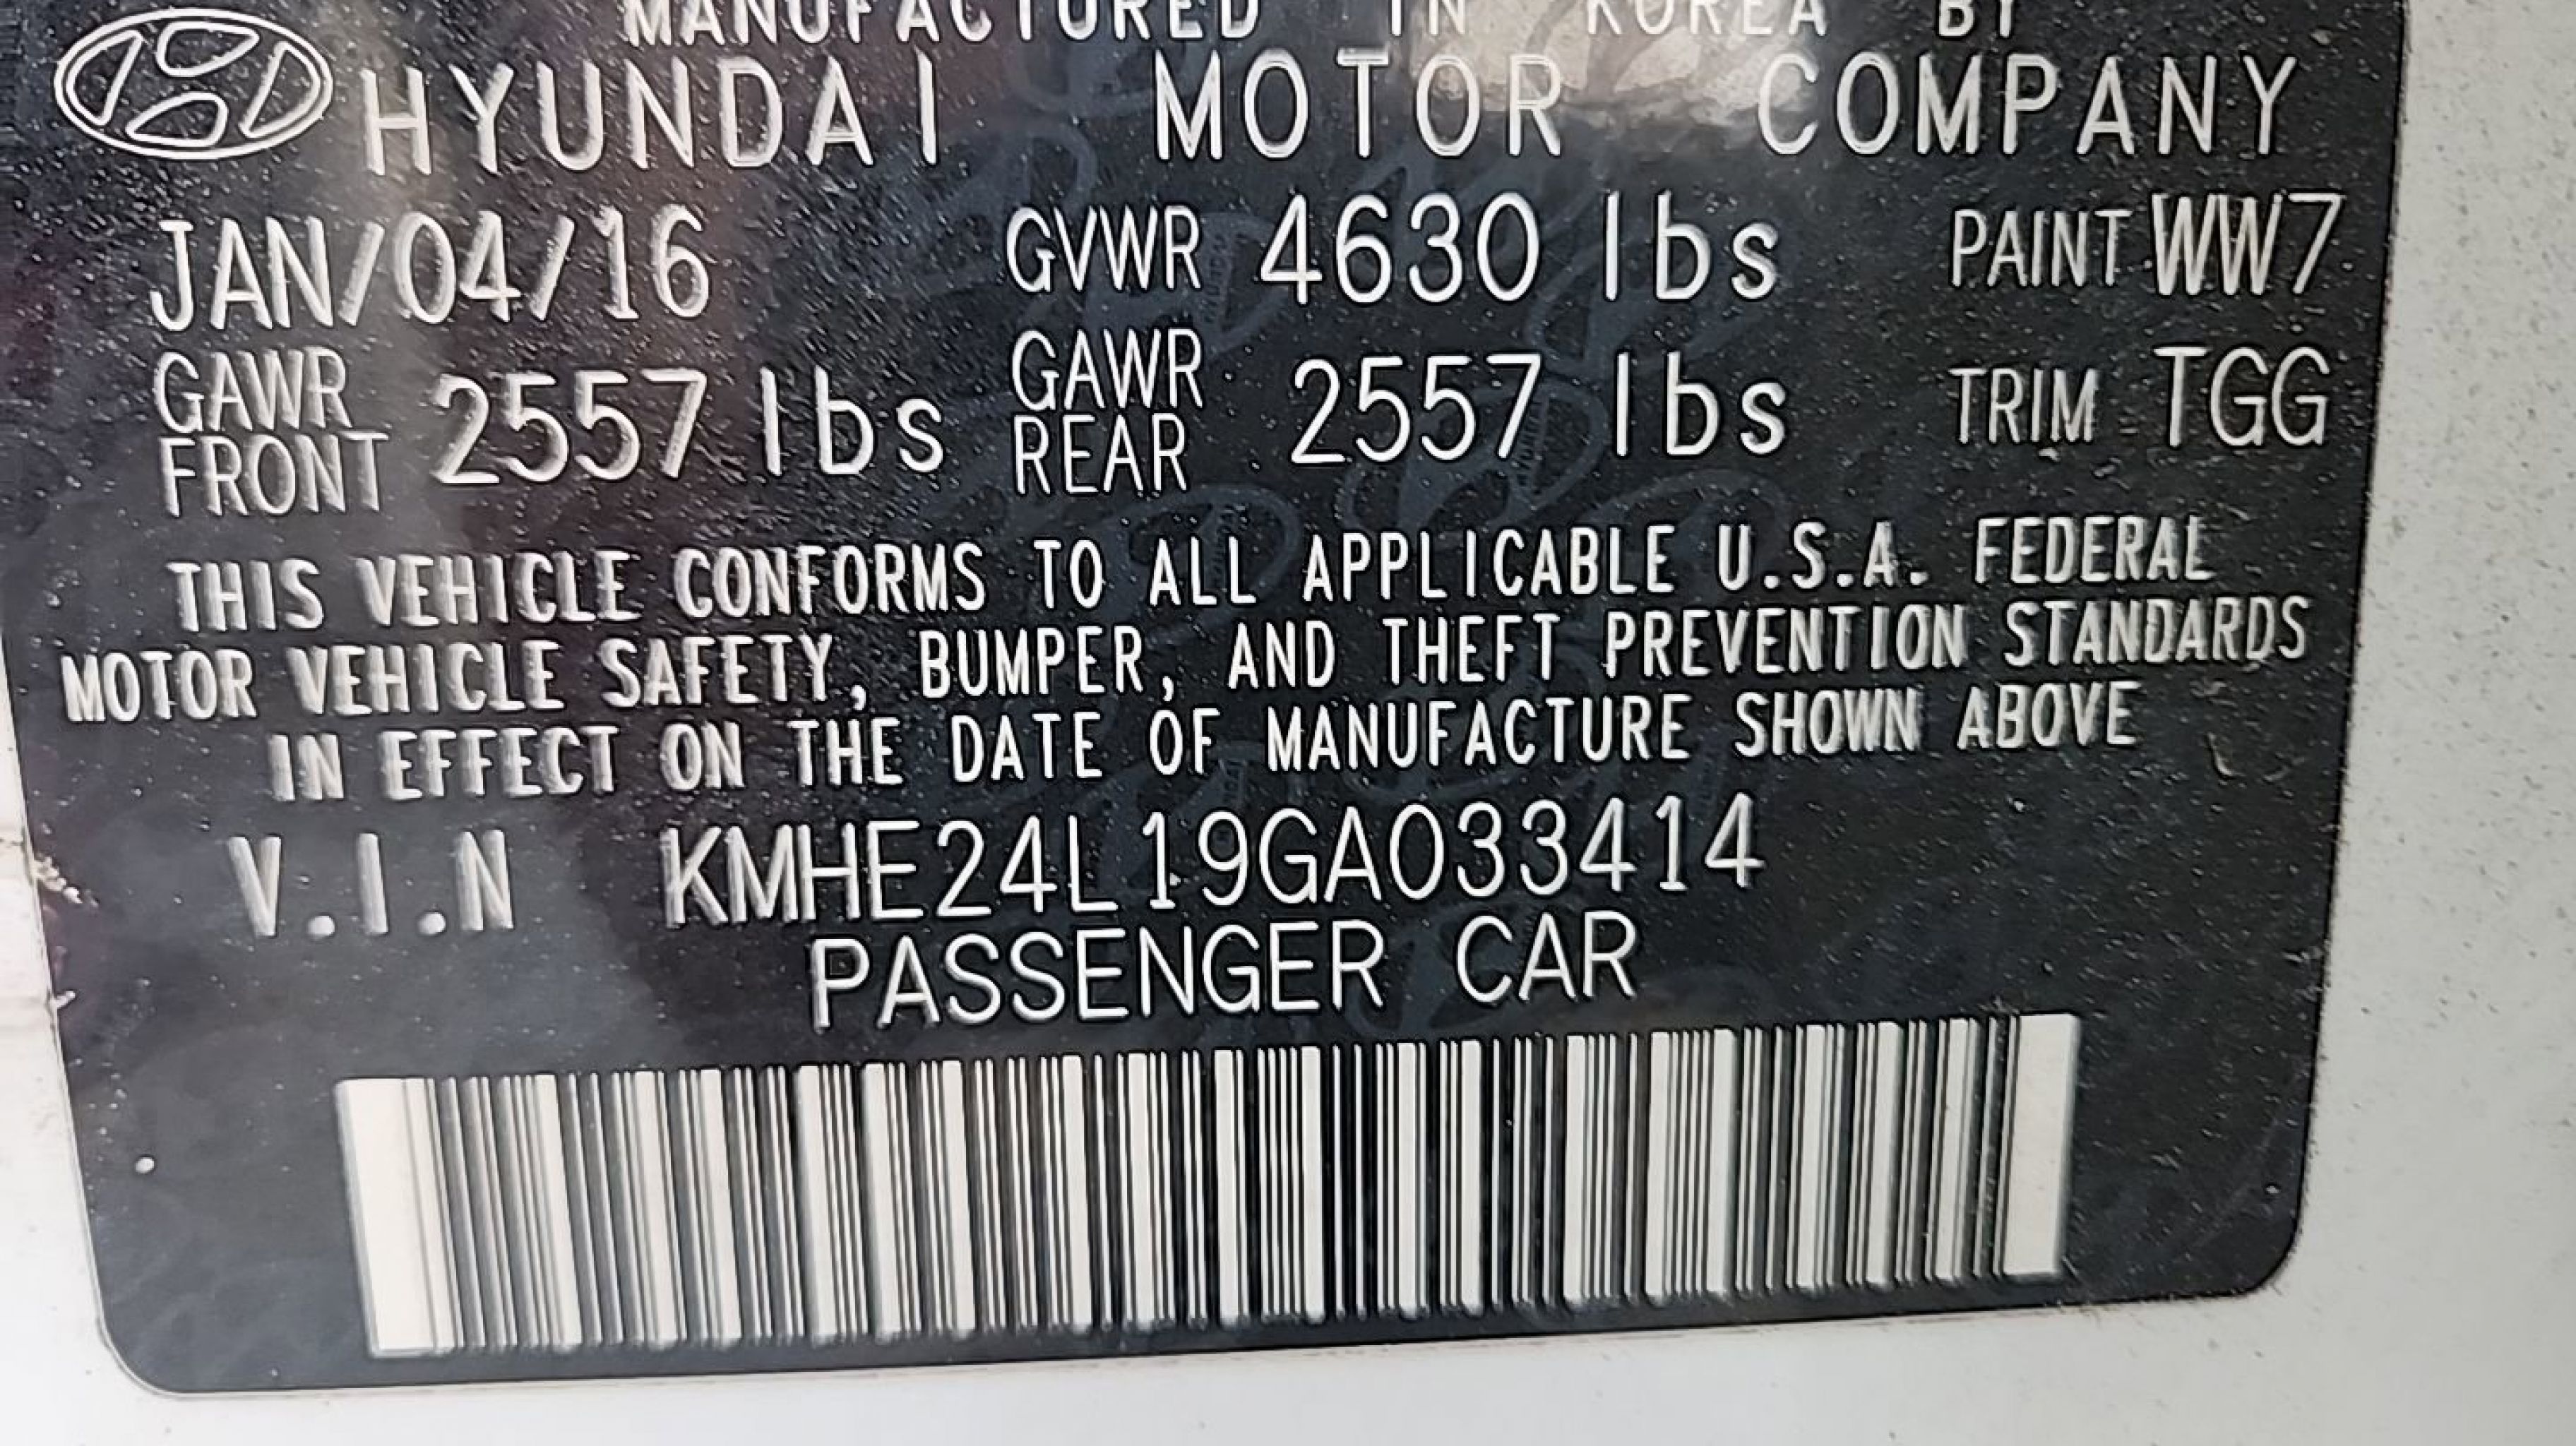 MANUFACTURED IN KOREA BY
HYUNDAI MOTOR COMPANY
JAN/04/16 GVWR 4630 lbs PAINT WW7
GAWR FRONT 2557 lbs GAWR REAR 2557 lbs TRIM TGG
THIS VEHICLE CONFORMS TO ALL APPLICABLE U.S.A. FEDERAL
MOTOR VEHICLE SAFETY, BUMPER, AND THEFT PREVENTION STANDARDS
IN EFFECT ON THE DATE OF MANUFACTURE SHOWN ABOVE
V.I.N KMHE24L19GA033414
PASSENGER CAR